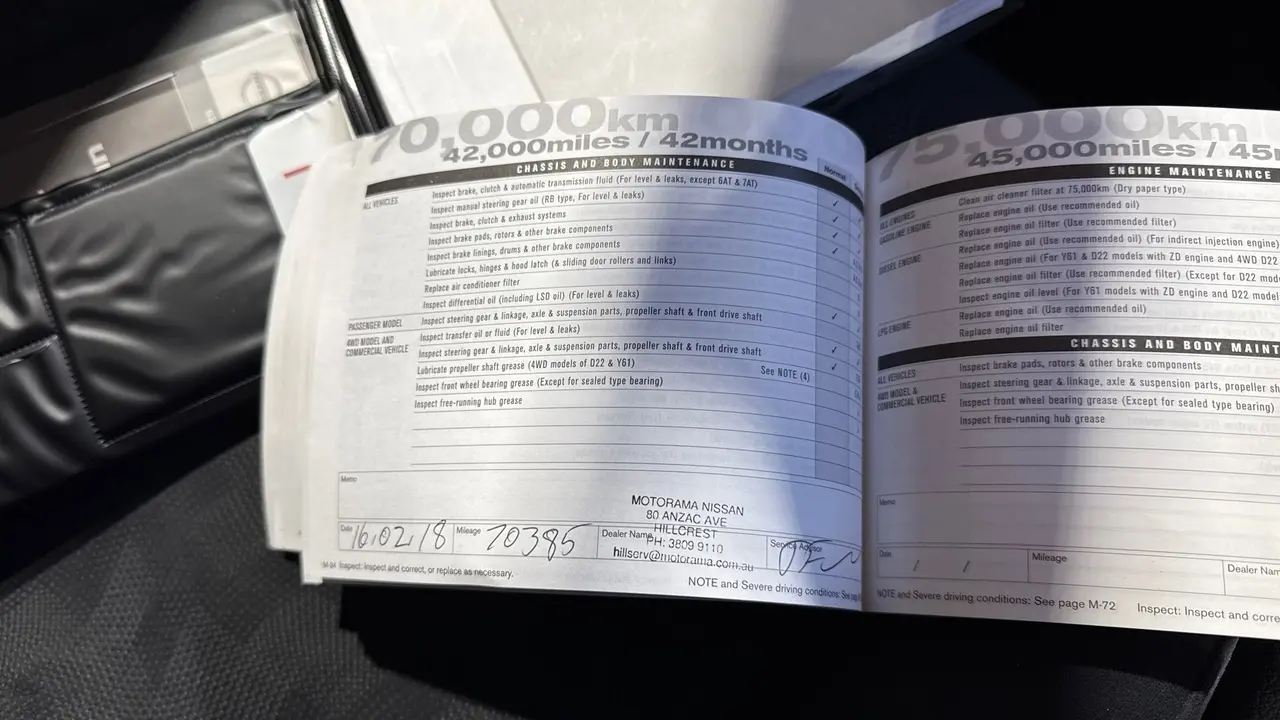 70,000km
42,000miles / 42months
CHASSIS AND BODY MAINTENANCE
Normal
ALL VEHICLES
Inspect brake, clutch & automatic transmission fluid (For level & leaks, except 6AT & 7AT)
Inspect manual steering gear oil (RB type, For level & leaks)
Inspect brake, clutch & exhaust systems
Inspect brake pads, rotors & other brake components
Inspect brake linings, drums & other brake components
Lubricate locks, hinges & hood latch (& sliding door rollers and links)
Replace air conditioner filter
Inspect differential oil (including LSD oil) (For level & leaks)
PASSENGER MODEL
Inspect steering gear & linkage, axle & suspension parts, propeller shaft & front drive shaft
4WD MODEL AND
COMMERCIAL VEHICLE
Inspect transfer oil or fluid (For level & leaks)
Inspect steering gear & linkage, axle & suspension parts, propeller shaft & front drive shaft
Lubricate propeller shaft grease (4WD models of D22 & Y61) See NOTE (4)
Inspect front wheel bearing grease (Except for sealed type bearing)
Inspect free-running hub grease
Memo
MOTORAMA NISSAN
80 ANZAC AVE
HILLCREST
PH: 3809 9110
hillserv@motorama.com.au
Date 16.02.18 Mileage 70385 Dealer Name Service Advisor
M-94 Inspect: Inspect and correct, or replace as necessary.
NOTE and Severe driving conditions: See
75,000km
45,000miles / 45
ENGINE MAINTENANCE
ALL ENGINES
Clean air cleaner filter at 75,000km (Dry paper type)
GASOLINE ENGINE
Replace engine oil (Use recommended oil)
Replace engine oil filter (Use recommended filter)
DIESEL ENGINE
Replace engine oil (Use recommended oil) (For indirect injection engine)
Replace engine oil (For Y61 & D22 models with ZD engine and 4WD D22
Replace engine oil filter (Use recommended filter) (Except for D22
Inspect engine oil level (For Y61 models with ZD engine and D22
LPG ENGINE
Replace engine oil (Use recommended oil)
Replace engine oil filter
CHASSIS AND BODY
ALL VEHICLES
Inspect brake pads, rotors & other brake components
4WD MODEL &
COMMERCIAL VEHICLE
Inspect steering gear & linkage, axle & suspension parts, propeller
Inspect front wheel bearing grease (Except for sealed type bearing)
Inspect free-running hub grease
Memo
Date / / Mileage Dealer
NOTE and Severe driving conditions: See page M-72 Inspect: Inspect and